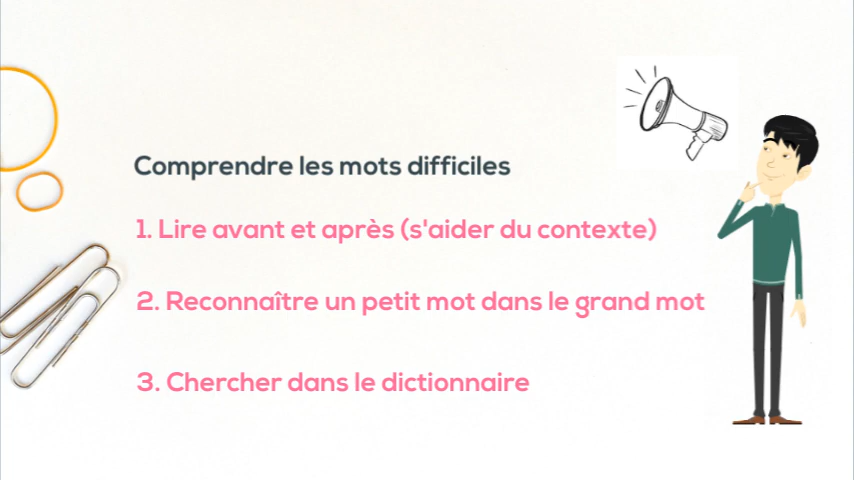 Comprendre les mots difficiles
1. Lire avant et après (s'aider du contexte)
2. Reconnaître un petit mot dans le grand mot
3. Chercher dans le dictionnaire